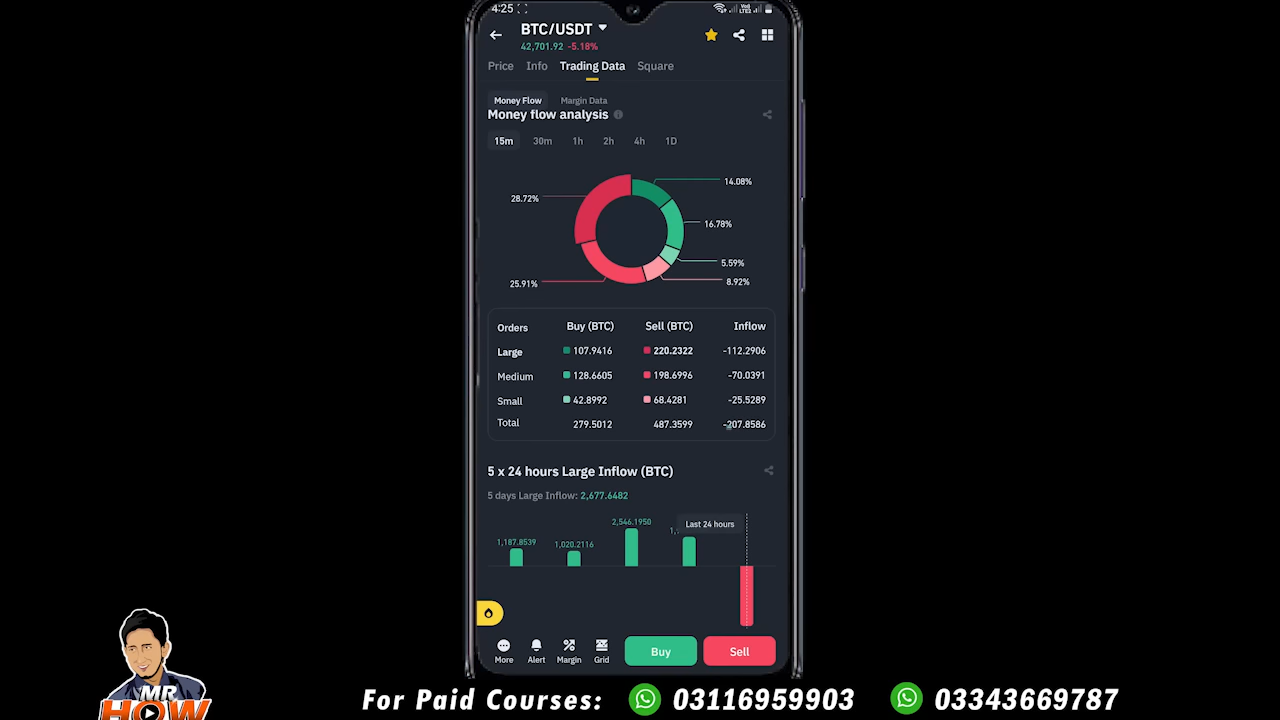 4:25
BTC/USDT
42,701.92 -5.18%
Price Info Trading Data Square
Money Flow Margin Data
Money flow analysis
15m 30m 1h 2h 4h 1D
14.08%
28.72%
16.78%
5.59%
25.91%
8.92%
Orders Buy (BTC) Sell (BTC) Inflow
Large 107.9416 220.2322 -112.2906
Medium 128.6605 198.6996 -70.0391
Small 42.8992 68.4281 -25.5289
Total 279.5012 487.3599 -207.8586
5 x 24 hours Large Inflow (BTC)
5 days Large Inflow: 2,677.6482
2,546.1950
Last 24 hours
1,187.8539 1,020.2116
More Alert Margin Grid Buy Sell
MR
HOW
For Paid Courses: 03116959903 03343669787